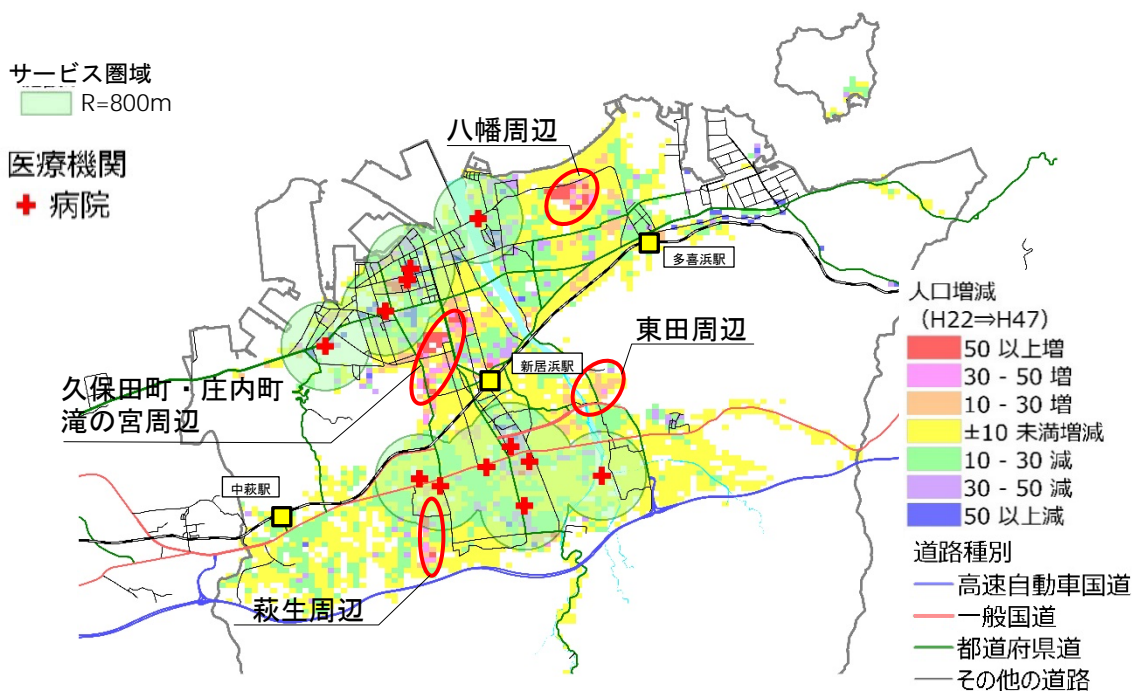 サービス圏域
R=800m
医療機関
病院
八幡周辺
多喜浜駅
東田周辺
新居浜駅
久保田町・庄内町
滝の宮周辺
中萩駅
萩生周辺
人口増減
(H22⇒H47)
50 以上増
30 - 50 増
10 - 30 増
±10 未満増減
10 - 30 減
30 - 50 減
50 以上減
道路種別
高速自動車国道
一般国道
都道府県道
その他の道路